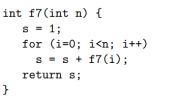 int f7(int n) {
s = 1;
for (i=0; i<n; i++)
s = s + f7(i);
return s;
}